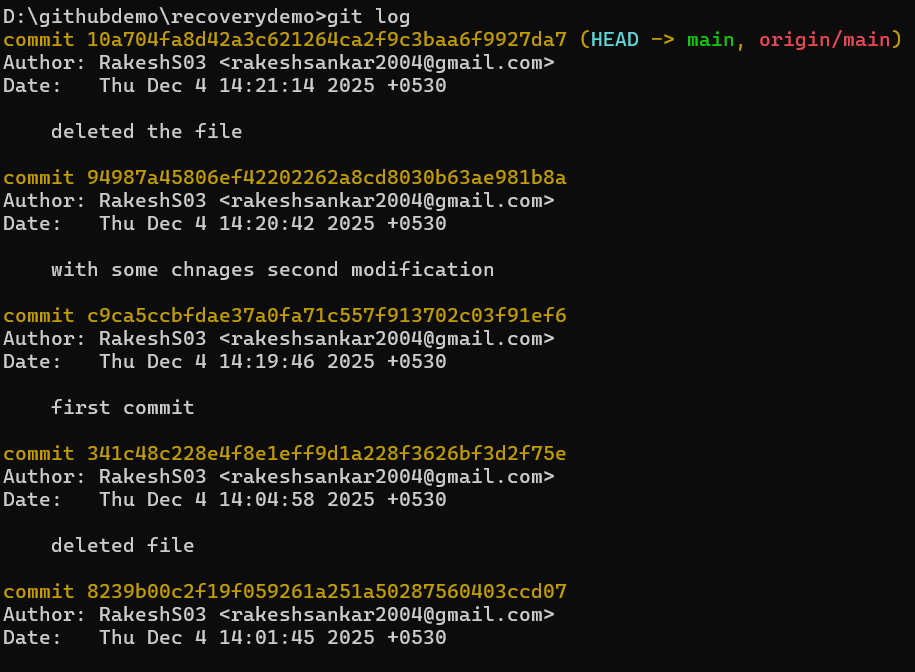 D:\githubdemo\recoverydemo>git log
commit 10a704fa8d42a3c621264ca2f9c3baa6f9927da7 (HEAD -> main, origin/main)
Author: RakeshS03 <rakeshsankar2004@gmail.com>
Date:   Thu Dec 4 14:21:14 2025 +0530
deleted the file
commit 94987a45806ef42202262a8cd8030b63ae981b8a
Author: RakeshS03 <rakeshsankar2004@gmail.com>
Date:   Thu Dec 4 14:20:42 2025 +0530
with some chnages second modification
commit c9ca5ccbfdae37a0fa71c557f913702c03f91ef6
Author: RakeshS03 <rakeshsankar2004@gmail.com>
Date:   Thu Dec 4 14:19:46 2025 +0530
first commit
commit 341c48c228e4f8e1eff9d1a228f3626bf3d2f75e
Author: RakeshS03 <rakeshsankar2004@gmail.com>
Date:   Thu Dec 4 14:04:58 2025 +0530
deleted file
commit 8239b00c2f19f059261a251a50287560403ccd07
Author: RakeshS03 <rakeshsankar2004@gmail.com>
Date:   Thu Dec 4 14:01:45 2025 +0530